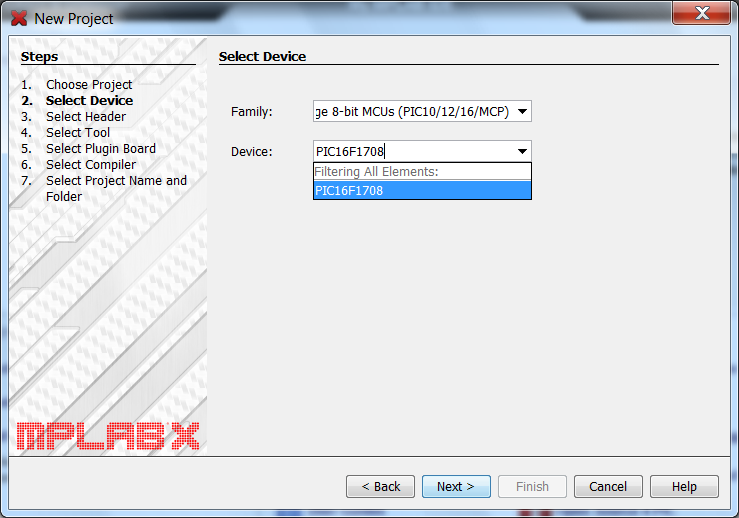 New Project
Steps
1. Choose Project
2. Select Device
3. Select Header
4. Select Tool
5. Select Plugin Board
6. Select Compiler
7. Select Project Name and
Folder
Select Device
Family: ge 8-bit MCUs (PIC10/12/16/MCP)
Device: PIC16F1708
Filtering All Elements:
PIC16F1708
MPLAB X
< Back Next > Finish Cancel Help